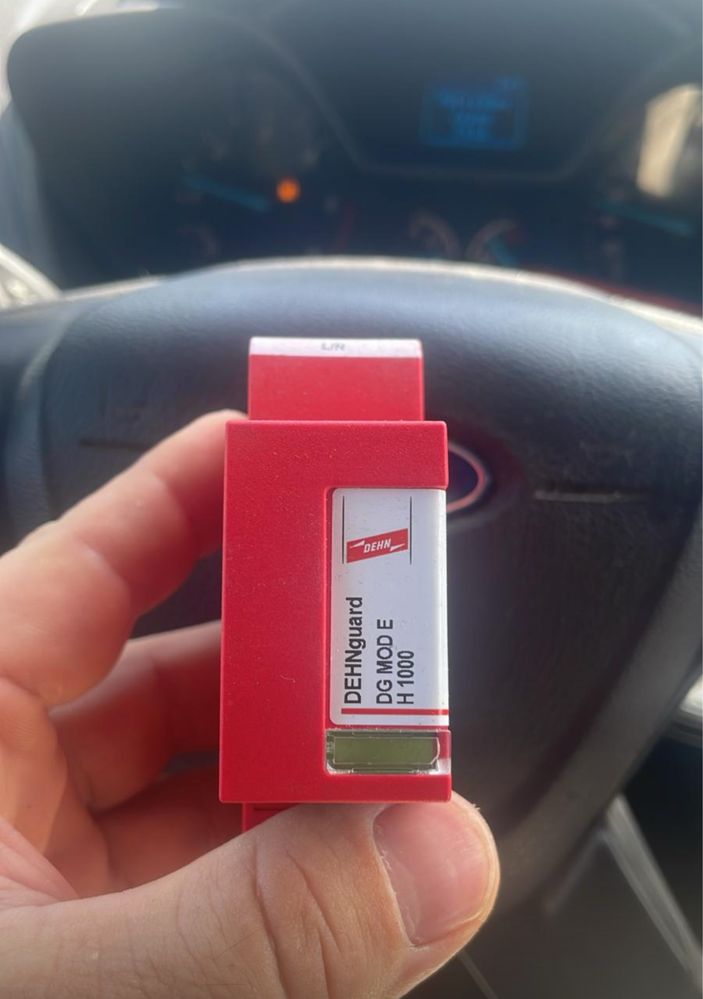 L/N
DEHN
DEHNguard
DG MOD E
H 1000